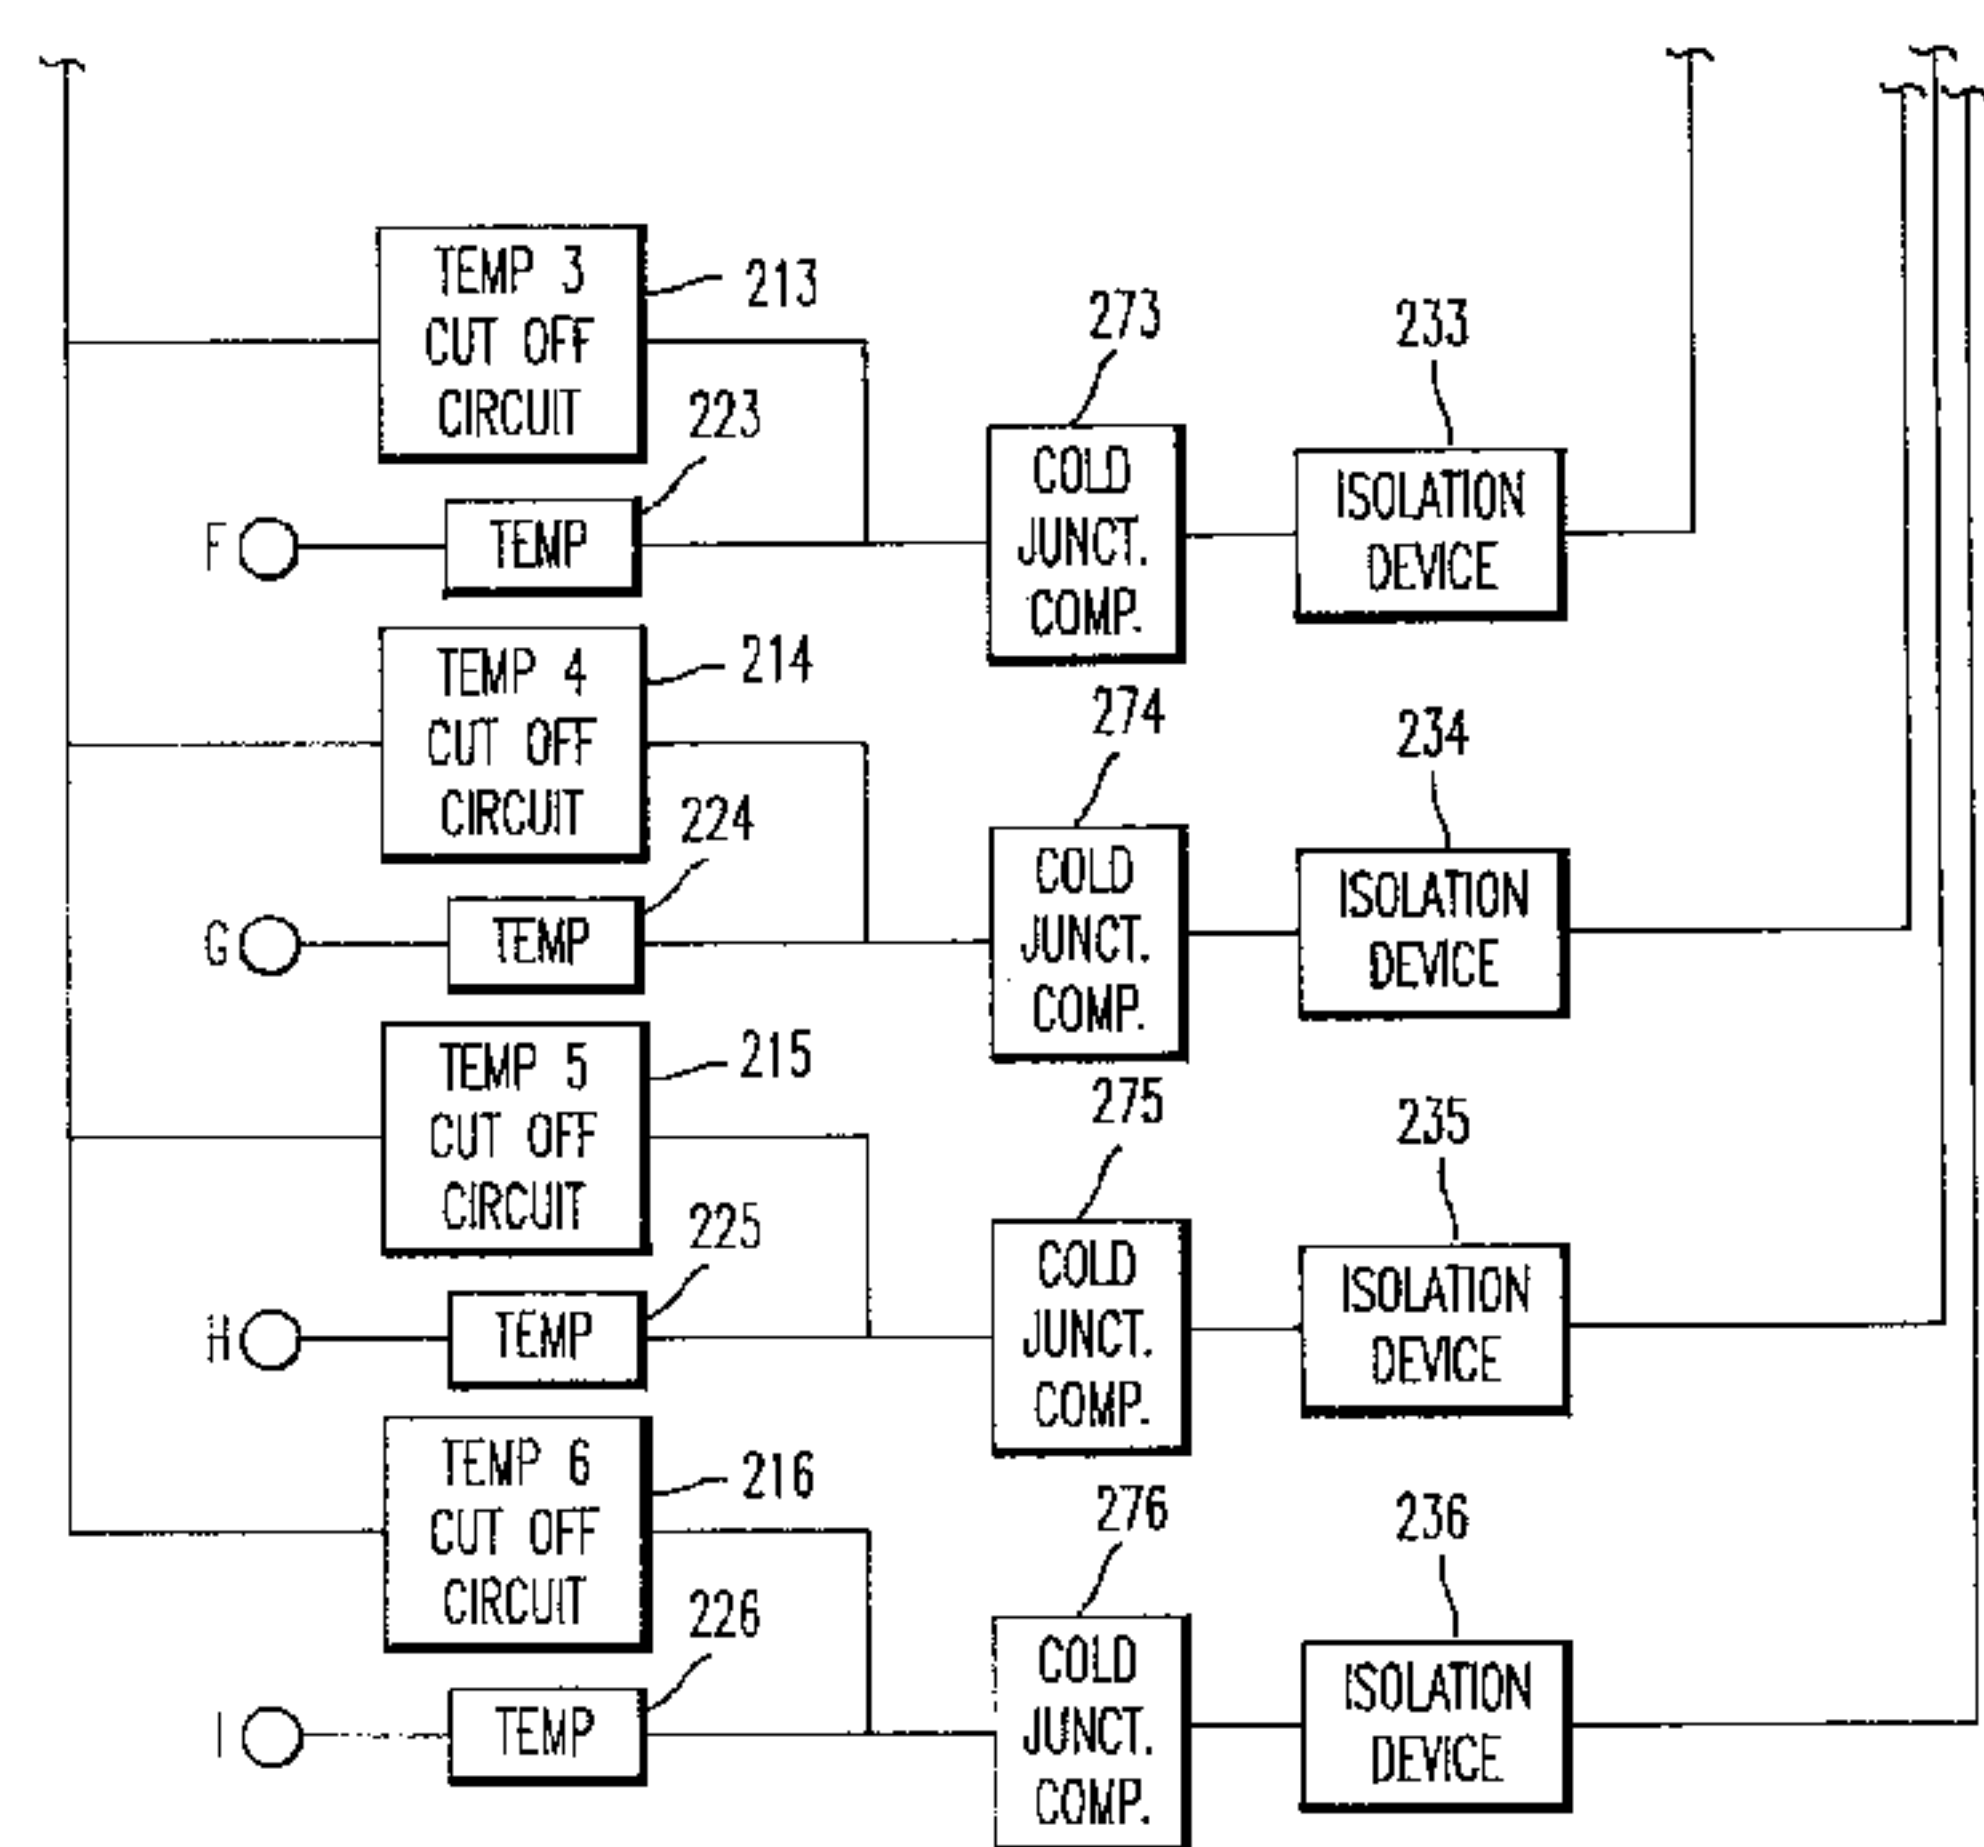 TEMP 3
CUT OFF
CIRCUIT
213
223
F
TEMP
273
COLD
JUNCT.
COMP.
233
ISOLATION
DEVICE
TEMP 4
CUT OFF
CIRCUIT
214
224
G
TEMP
274
COLD
JUNCT.
COMP.
234
ISOLATION
DEVICE
TEMP 5
CUT OFF
CIRCUIT
215
225
H
TEMP
275
COLD
JUNCT.
COMP.
235
ISOLATION
DEVICE
TEMP 6
CUT OFF
CIRCUIT
216
226
I
TEMP
276
COLD
JUNCT.
COMP.
236
ISOLATION
DEVICE